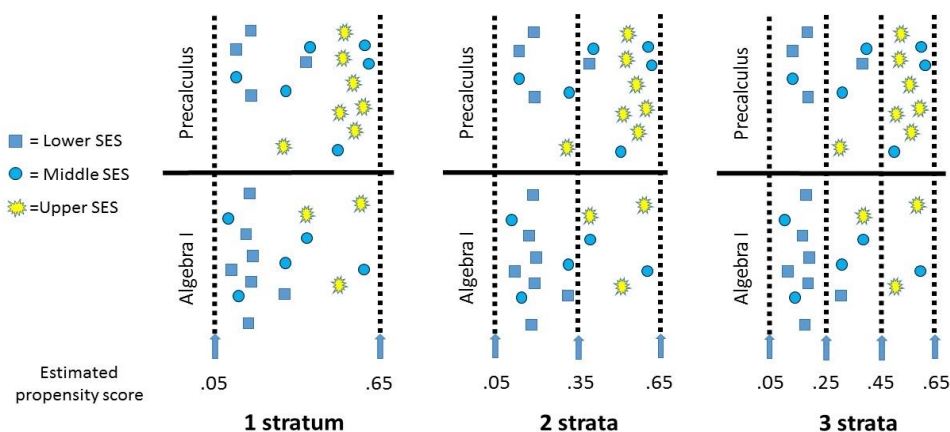 Precalculus
Algebra I
= Lower SES
= Middle SES
=Upper SES
Estimated
propensity score
.05
.65
1 stratum
Precalculus
Algebra I
.05
.35
.65
2 strata
Precalculus
Algebra I
.05
.25
.45
.65
3 strata